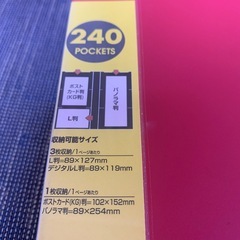 240
POCKETS
ポスト
カード判
(KG判)
パノラマ判
L判
収納可能サイズ
3枚収納/1ページあたり
L判=89×127mm
デジタルL判=89×119mm
1枚収納/1ページあたり
ポストカード(KG)判=102×152mm
パノラマ判=89×254mm